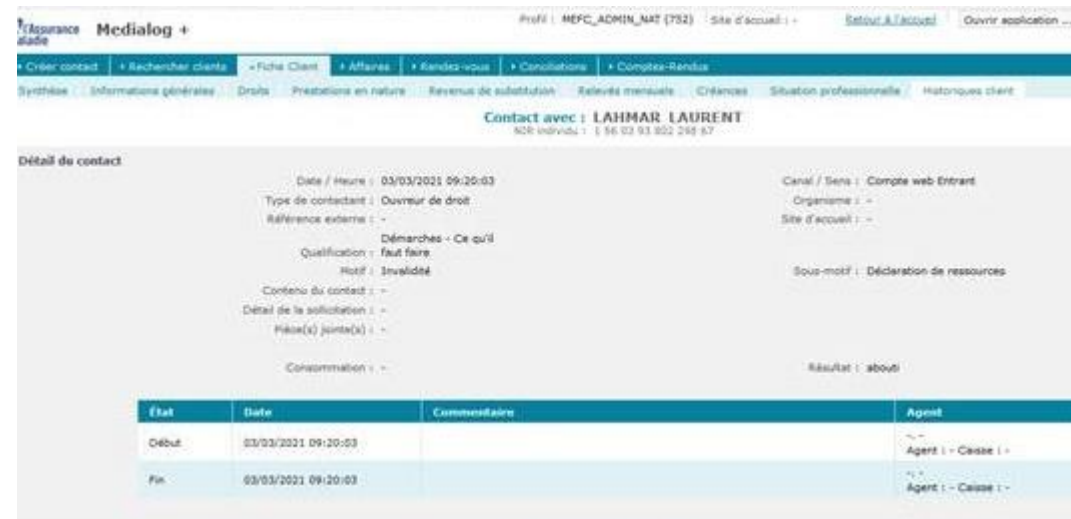 Profil : MEFC_ADMIN_NAT (752) Site d'accueil : - Retour à l'accueil Ouvrir application ...
l'Assurance Maladie Medialog +
Créer contact Rechercher clients Fiche Client Affaires Rendez-vous Conciliations Comptes-Rendus
Synthèse Informations générales Droits Prestations en nature Revenus de substitution Relevés mensuels Créances Situation professionnelle Historiques client
Contact avec : LAHMAR LAURENT
NIR individu : 1 56 03 93 802 298 67
Détail du contact
Date / Heure : 03/03/2021 09:20:03 Canal / Sens : Compte web Entrant
Type de contactant : Ouvreur de droit Organisme : -
Référence externe : - Site d'accueil : -
Démarches - Ce qu'il
Qualification : faut faire
Motif : Invalidité Sous-motif : Déclaration de ressources
Contenu du contact : -
Détail de la sollicitation : -
Pièce(s) jointe(s) : -
Consommation : - Résultat : abouti
État Date Commentaire Agent
Début 03/03/2021 09:20:03 -, -
Agent : - Caisse : -
Fin 03/03/2021 09:20:03 -, -
Agent : - Caisse : -